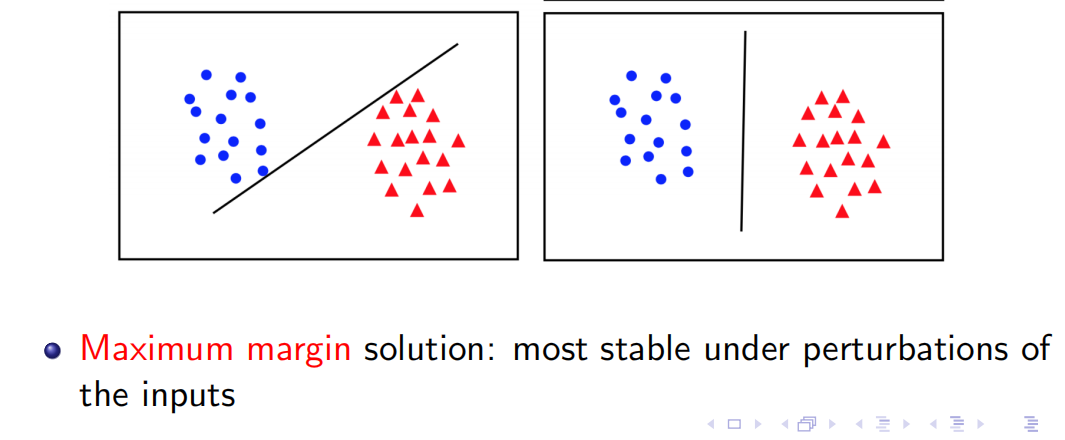 Maximum margin solution: most stable under perturbations of
the inputs